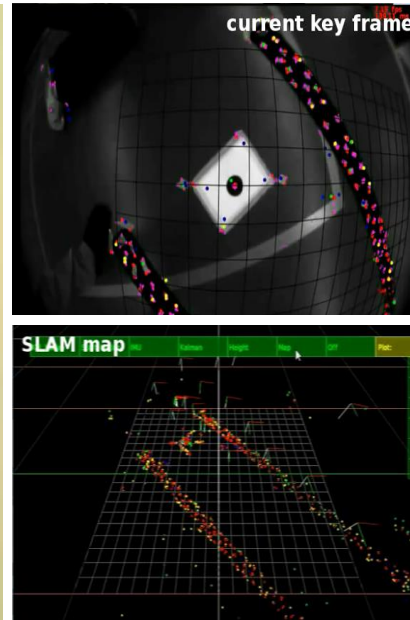 current key frame
SLAM map
IMU
Kalman
Height
Map
Off
Plot: